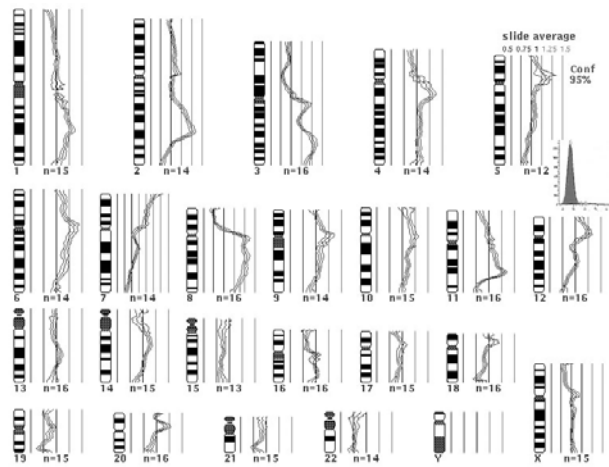 slide average
0.5 0.75 1 1.25 1.5
Conf
95%
1 n=15
2 n=14
3 n=16
4 n=14
5 n=12
6 n=14
7 n=14
8 n=16
9 n=14
10 n=15
11 n=16
12 n=16
13 n=16
14 n=15
15 n=13
16 n=16
17 n=15
18 n=16
19 n=15
20 n=16
21 n=15
22 n=14
Y
X n=15